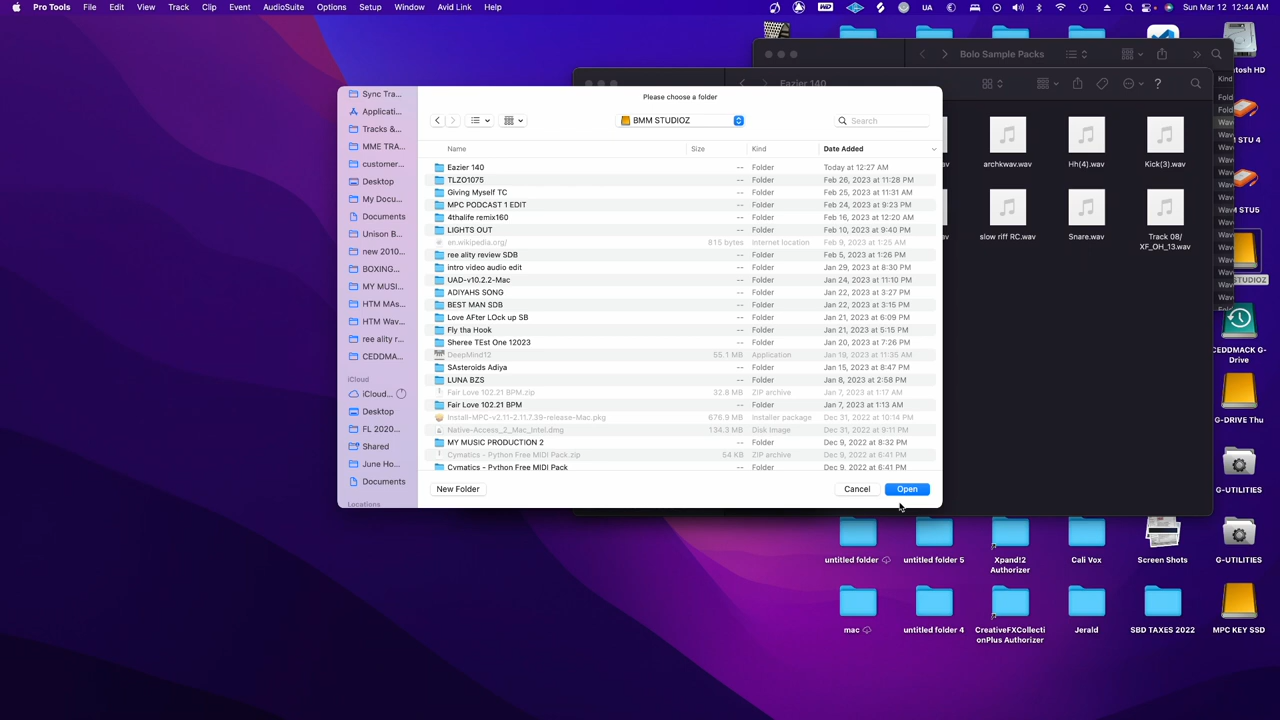 Pro Tools File Edit View Track Clip Event AudioSuite Options Setup Window Avid Link Help
UA Sun Mar 12 12:44 AM
Bolo Sample Packs
Eazier 140
Please choose a folder
BMM STUDIOZ
Search
Name Size Kind Date Added
Eazier 140 -- Folder Today at 12:27 AM
TLZO1075 -- Folder Feb 26, 2023 at 11:28 PM
Giving Myself TC -- Folder Feb 25, 2023 at 11:31 AM
MPC PODCAST 1 EDIT -- Folder Feb 24, 2023 at 9:23 PM
4thalife remix160 -- Folder Feb 16, 2023 at 12:20 AM
LIGHTS OUT -- Folder Feb 10, 2023 at 9:40 PM
en.wikipedia.org/ 815 bytes Internet location Feb 9, 2023 at 1:25 AM
ree ality review SDB -- Folder Feb 5, 2023 at 1:26 PM
intro video audio edit -- Folder Jan 29, 2023 at 8:30 PM
UAD-v10.2.2-Mac -- Folder Jan 24, 2023 at 11:10 PM
ADIYAHS SONG -- Folder Jan 22, 2023 at 3:27 PM
BEST MAN SDB -- Folder Jan 22, 2023 at 3:15 PM
Love AFter LOck up SB -- Folder Jan 21, 2023 at 6:09 PM
Fly tha Hook -- Folder Jan 21, 2023 at 5:15 PM
Sheree TEst One 12023 -- Folder Jan 20, 2023 at 7:26 PM
DeepMind12 55.1 MB Application Jan 19, 2023 at 11:35 AM
SAsteroids Adiya -- Folder Jan 15, 2023 at 8:47 PM
LUNA BZS -- Folder Jan 8, 2023 at 2:58 PM
Fair Love 102.21 BPM.zip 32.8 MB ZIP archive Jan 7, 2023 at 1:17 AM
Fair Love 102.21 BPM -- Folder Jan 7, 2023 at 1:13 AM
Install-MPC-v2.11-2.11.7.39-release-Mac.pkg 676.9 MB Installer package Dec 31, 2022 at 10:14 PM
Native-Access_2_Mac_Intel.dmg 134.3 MB Disk Image Dec 31, 2022 at 9:11 PM
MY MUSIC PRODUCTION 2 -- Folder Dec 9, 2022 at 8:32 PM
Cymatics - Python Free MIDI Pack.zip 54 KB ZIP archive Dec 9, 2022 at 6:41 PM
Cymatics - Python Free MIDI Pack -- Folder Dec 9, 2022 at 6:41 PM
New Folder Cancel Open
Sync Tra...
Applicati...
Tracks &...
MME TRA...
customer...
Desktop
My Docu...
Documents
Unison B...
new 2010...
BOXING...
MY MUSI...
HTM MAs...
HTM Wav...
ree ality r...
CEDDMA...
iCloud
iCloud...
Desktop
FL 2020...
Shared
June Ho...
Documents
Locations
archkwav.wav Hh(4).wav Kick(3).wav
slow riff RC.wav Snare.wav Track 08/
XF_OH_13.wav
Kind
Fold
CEDDMACK G-
DRIVE
G-DRIVE Thu
G-UTILITIES
untitled folder untitled folder 5 Xpand!2
Authorizer Cali Vox Screen Shots G-UTILITIES
mac untitled folder 4 CreativeFXCollecti
onPlus Authorizer Jerald SBD TAXES 2022 MPC KEY SSD